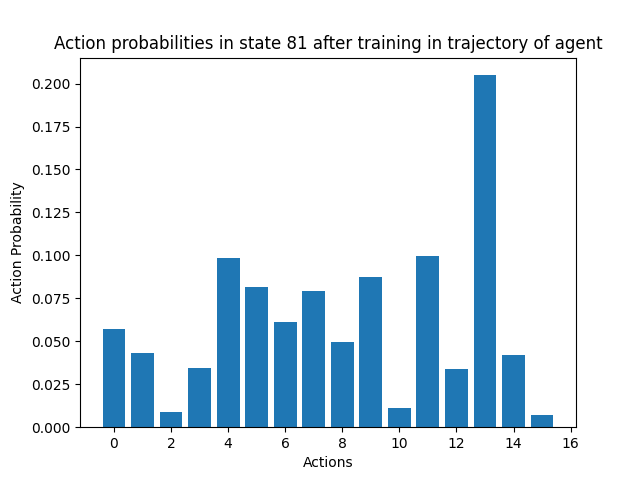 Action probabilities in state 81 after training in trajectory of agent
0.200
0.175
0.150
0.125
0.100
0.075
0.050
0.025
0.000
Action Probability
0 2 4 6 8 10 12 14 16
Actions